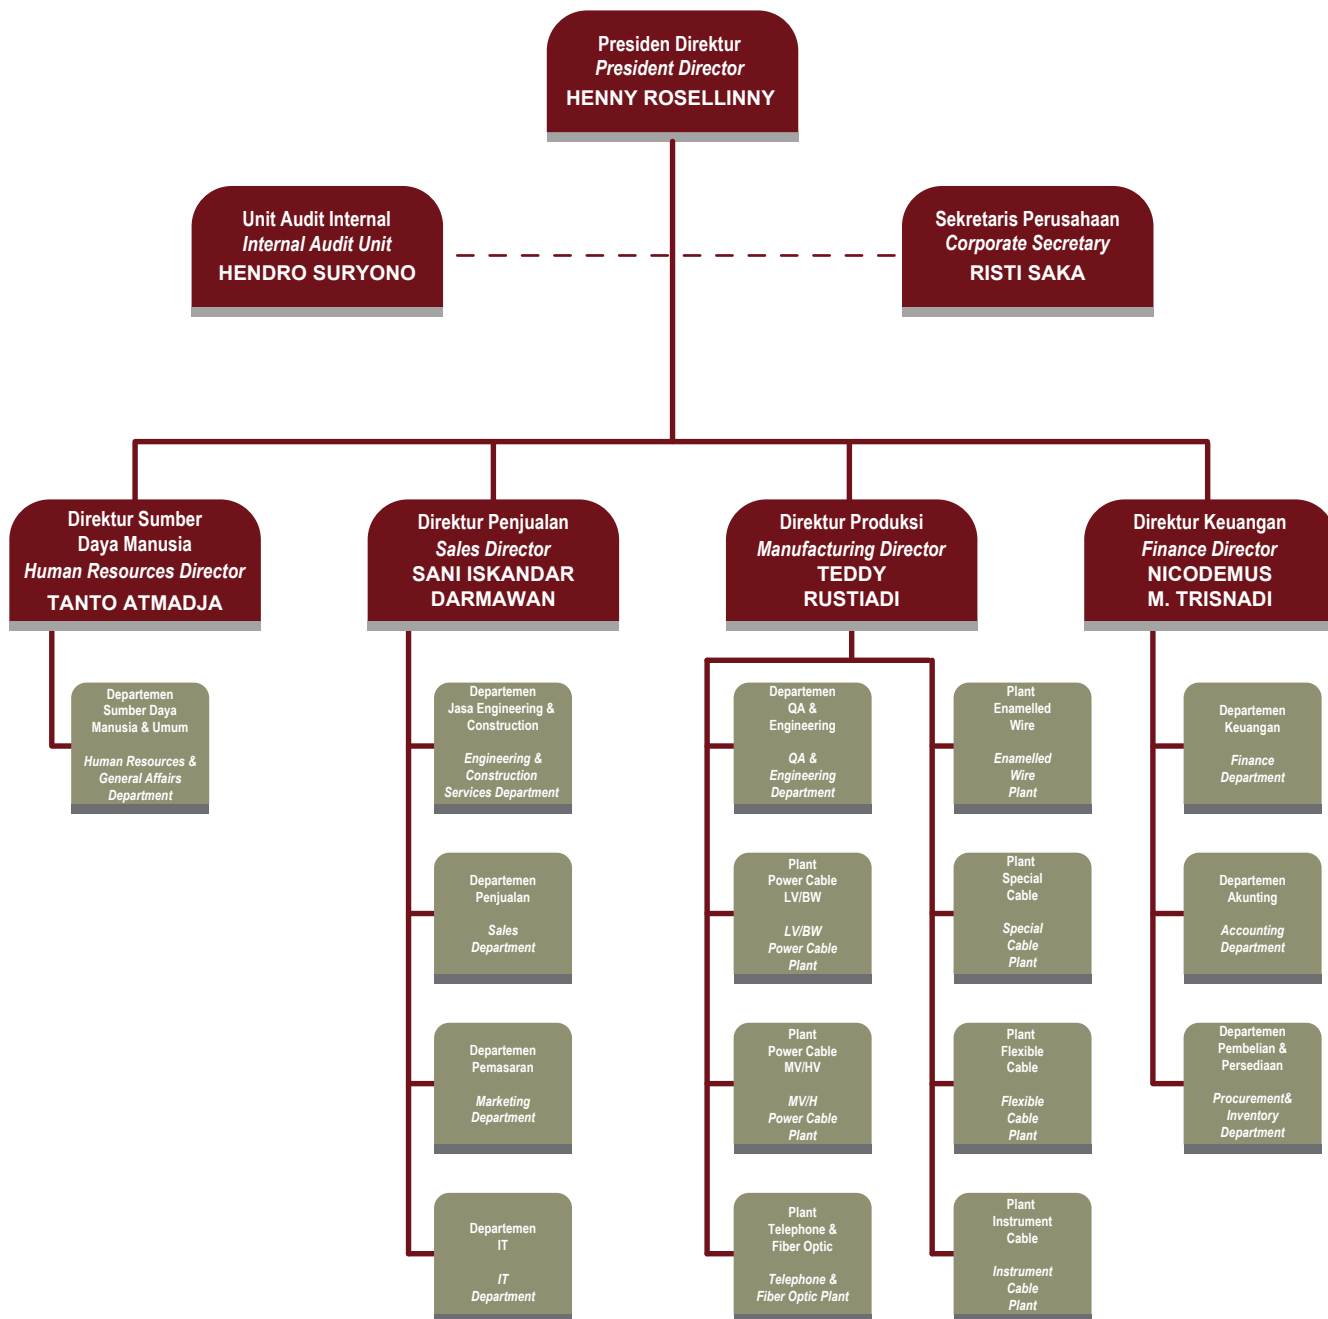 Presiden Direktur
President Director
HENNY ROSELLINNY
Unit Audit Internal
Internal Audit Unit
HENDRO SURYONO
Sekretaris Perusahaan
Corporate Secretary
RISTI SAKA
Direktur Sumber
Daya Manusia
Human Resources Director
TANTO ATMADJA
Direktur Penjualan
Sales Director
SANI ISKANDAR
DARMAWAN
Direktur Produksi
Manufacturing Director
TEDDY
RUSTIADI
Direktur Keuangan
Finance Director
NICODEMUS
M. TRISNADI
Departemen
Sumber Daya
Manusia & Umum
Human Resources &
General Affairs
Department
Departemen
Jasa Engineering &
Construction
Engineering &
Construction
Services Department
Departemen
QA &
Engineering
QA &
Engineering
Department
Plant
Enamelled
Wire
Enamelled
Wire
Plant
Departemen
Keuangan
Finance
Department
Departemen
Penjualan
Sales
Department
Plant
Power Cable
LV/BW
LV/BW
Power Cable
Plant
Plant
Special
Cable
Special
Cable
Plant
Departemen
Akunting
Accounting
Department
Departemen
Pemasaran
Marketing
Department
Plant
Power Cable
MV/HV
MV/H
Power Cable
Plant
Plant
Flexible
Cable
Flexible
Cable
Plant
Departemen
Pembelian &
Persediaan
Procurement&
Inventory
Department
Departemen
IT
IT
Department
Plant
Telephone &
Fiber Optic
Telephone &
Fiber Optic Plant
Plant
Instrument
Cable
Instrument
Cable
Plant